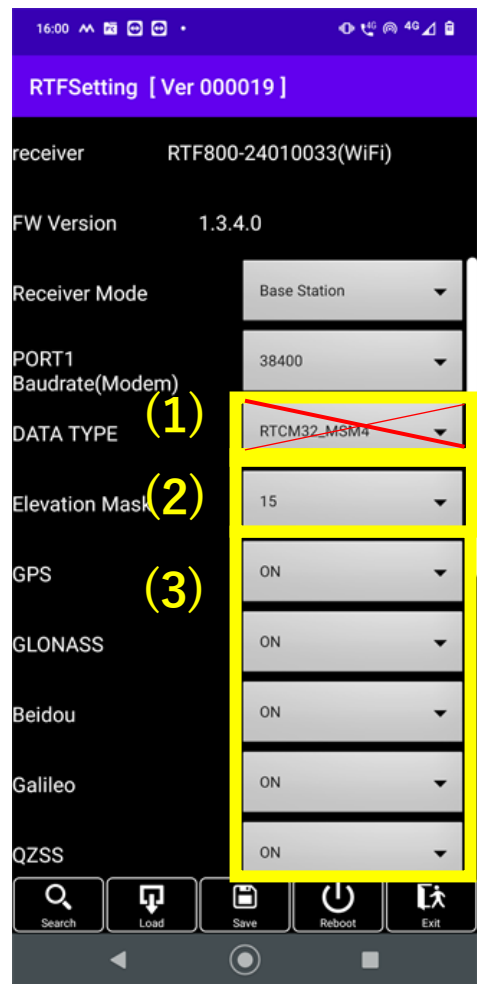 16:00
4G
4G
RTFSetting [ Ver 000019 ]
receiver RTF800-24010033(WiFi)
FW Version 1.3.4.0
Receiver Mode Base Station
PORT1
Baudrate(Modem) 38400
(1)
DATA TYPE RTCM32_MSM4
(2)
Elevation Mask 15
(3)
GPS ON
GLONASS ON
Beidou ON
Galileo ON
QZSS ON
Search Load Save Reboot Exit